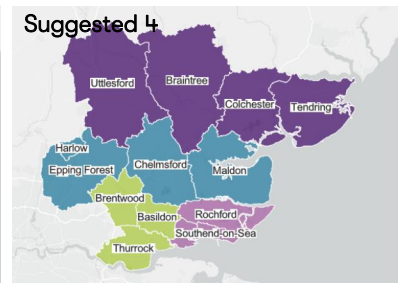 Suggested 4
Uttlesford
Braintree
Colchester
Tendring
Harlow
Epping Forest
Chelmsford
Maldon
Brentwood
Basildon
Rochford
Southend-on-Sea
Thurrock